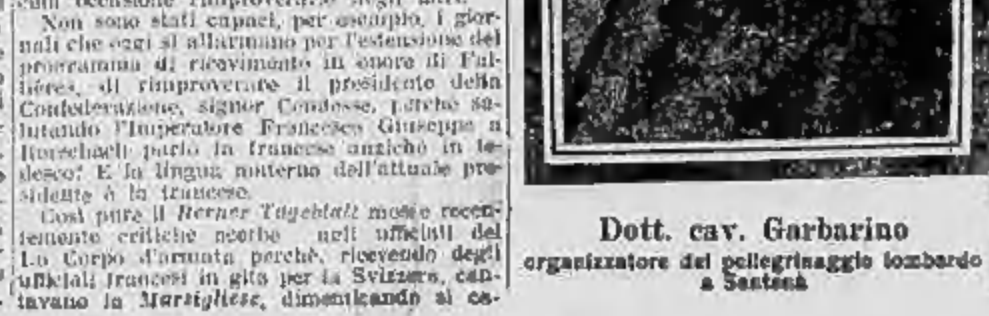 Non sono stati capaci, per esempio, i gior-
nali che oggi si allarmano per l'estensione del
programma di ricevimento in onore di Fal-
lières, di rimproverare il presidente della
Confederazione, signor Comtesse, perchè sa-
lutando l'Imperatore Francesco Giuseppe a
Rorschach parlò in francese anzichè in te-
desco! E la lingua materna dell'attuale pre-
sidente è la francese.
Così pure il Berner Tageblatt mosse recen-
temente critiche acerbe agli ufficiali del
I.o Corpo d'armata perchè, ricevendo degli
ufficiali francesi in gita per la Svizzera, can-
tavano la Marsigliese, dimenticando al ca-
Dott. cav. Garbarino
organizzatore del pellegrinaggio lombardo
a Santena